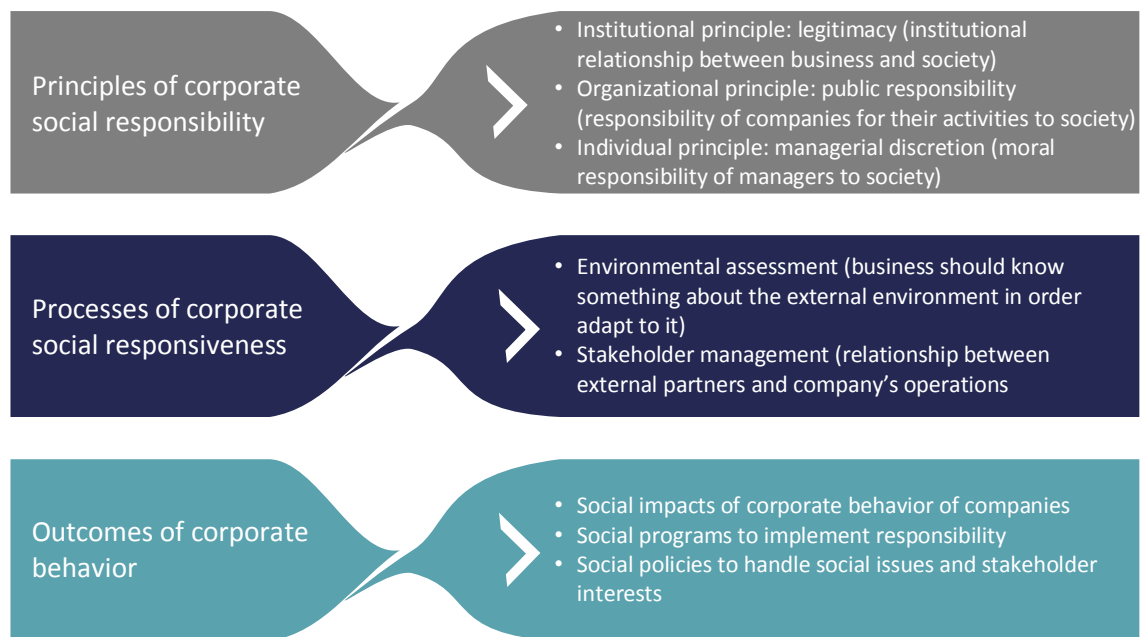 Principles of corporate
social responsibility
• Institutional principle: legitimacy (institutional
relationship between business and society)
• Organizational principle: public responsibility
(responsibility of companies for their activities to society)
• Individual principle: managerial discretion (moral
responsibility of managers to society)
Processes of corporate
social responsiveness
• Environmental assessment (business should know
something about the external environment in order
adapt to it)
• Stakeholder management (relationship between
external partners and company’s operations
Outcomes of corporate
behavior
• Social impacts of corporate behavior of companies
• Social programs to implement responsibility
• Social policies to handle social issues and stakeholder
interests